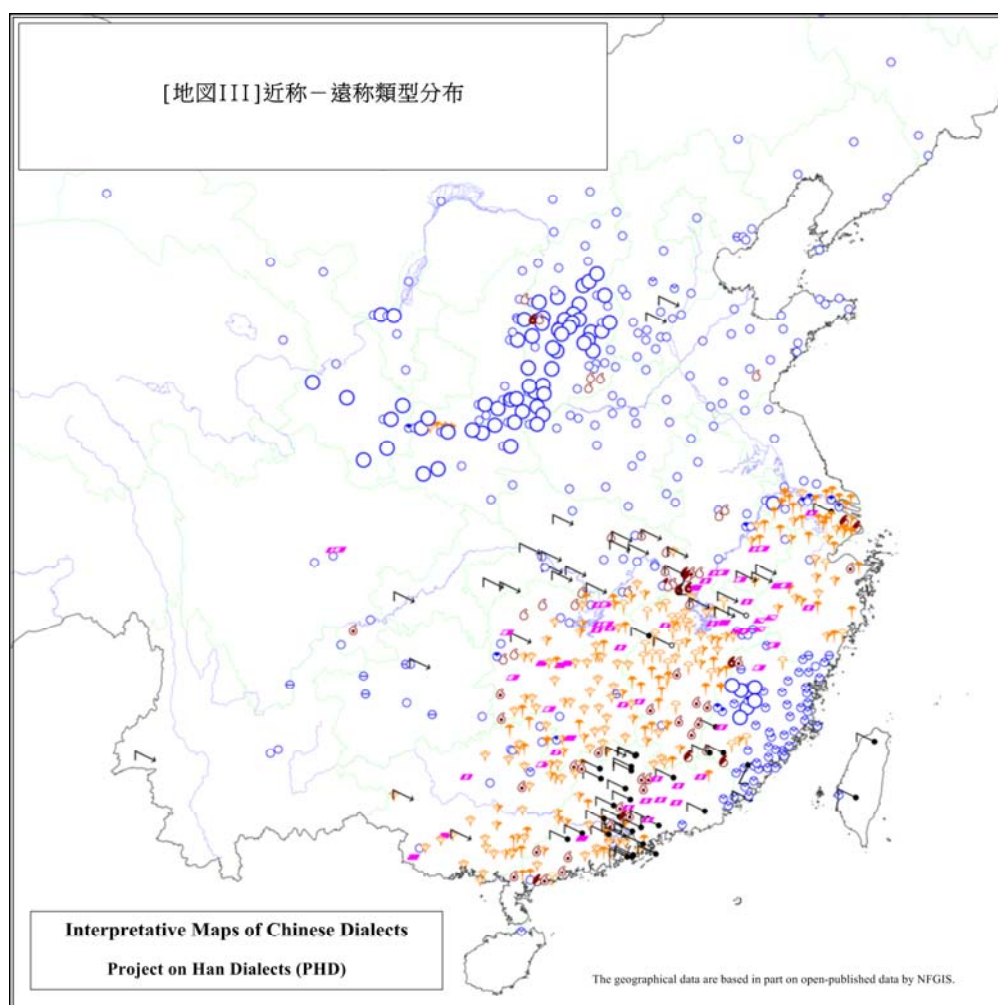 [地図III]近称－遠称類型分布
Interpretative Maps of Chinese Dialects
Project on Han Dialects (PHD)
The geographical data are based in part on open-published data by NFGIS.